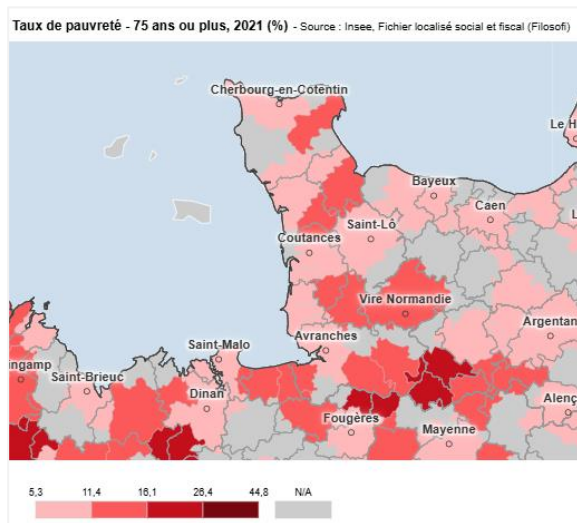 Taux de pauvreté - 75 ans ou plus, 2021 (%) - Source : Insee, Fichier localisé social et fiscal (Filosofi)
Cherbourg-en-Cotentin
Le H
Bayeux
Caen
Saint-Lô
Coutances
Vire Normandie
Argentan
Avranches
Saint-Malo
ingamp
Saint-Brieuc
Dinan
Alenç
Fougères
Mayenne
5,3 11,4 16,1 26,4 44,8 N/A